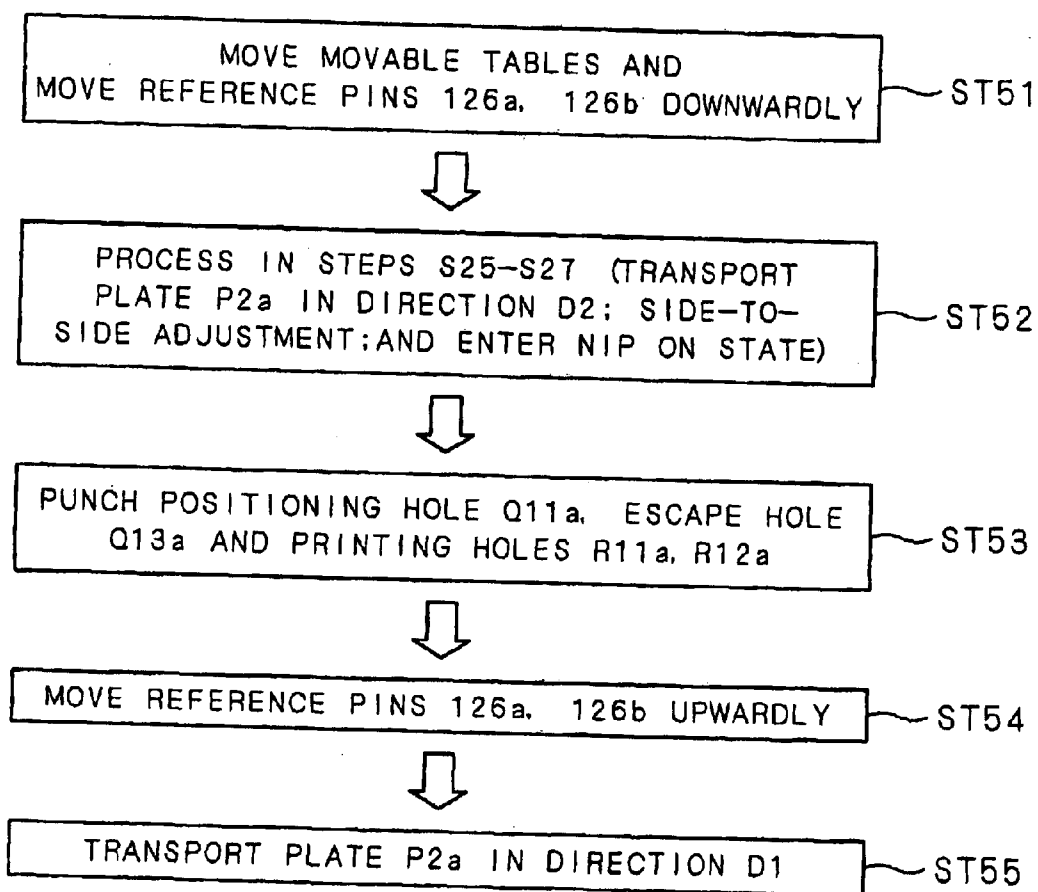 MOVE MOVABLE TABLES AND
MOVE REFERENCE PINS 126a, 126b DOWNWARDLY
ST51
PROCESS IN STEPS S25-S27 (TRANSPORT
PLATE P2a IN DIRECTION D2; SIDE-TO-
SIDE ADJUSTMENT;AND ENTER NIP ON STATE)
ST52
PUNCH POSITIONING HOLE Q11a, ESCAPE HOLE
Q13a AND PRINTING HOLES R11a, R12a
ST53
MOVE REFERENCE PINS 126a, 126b UPWARDLY
ST54
TRANSPORT PLATE P2a IN DIRECTION D1
ST55